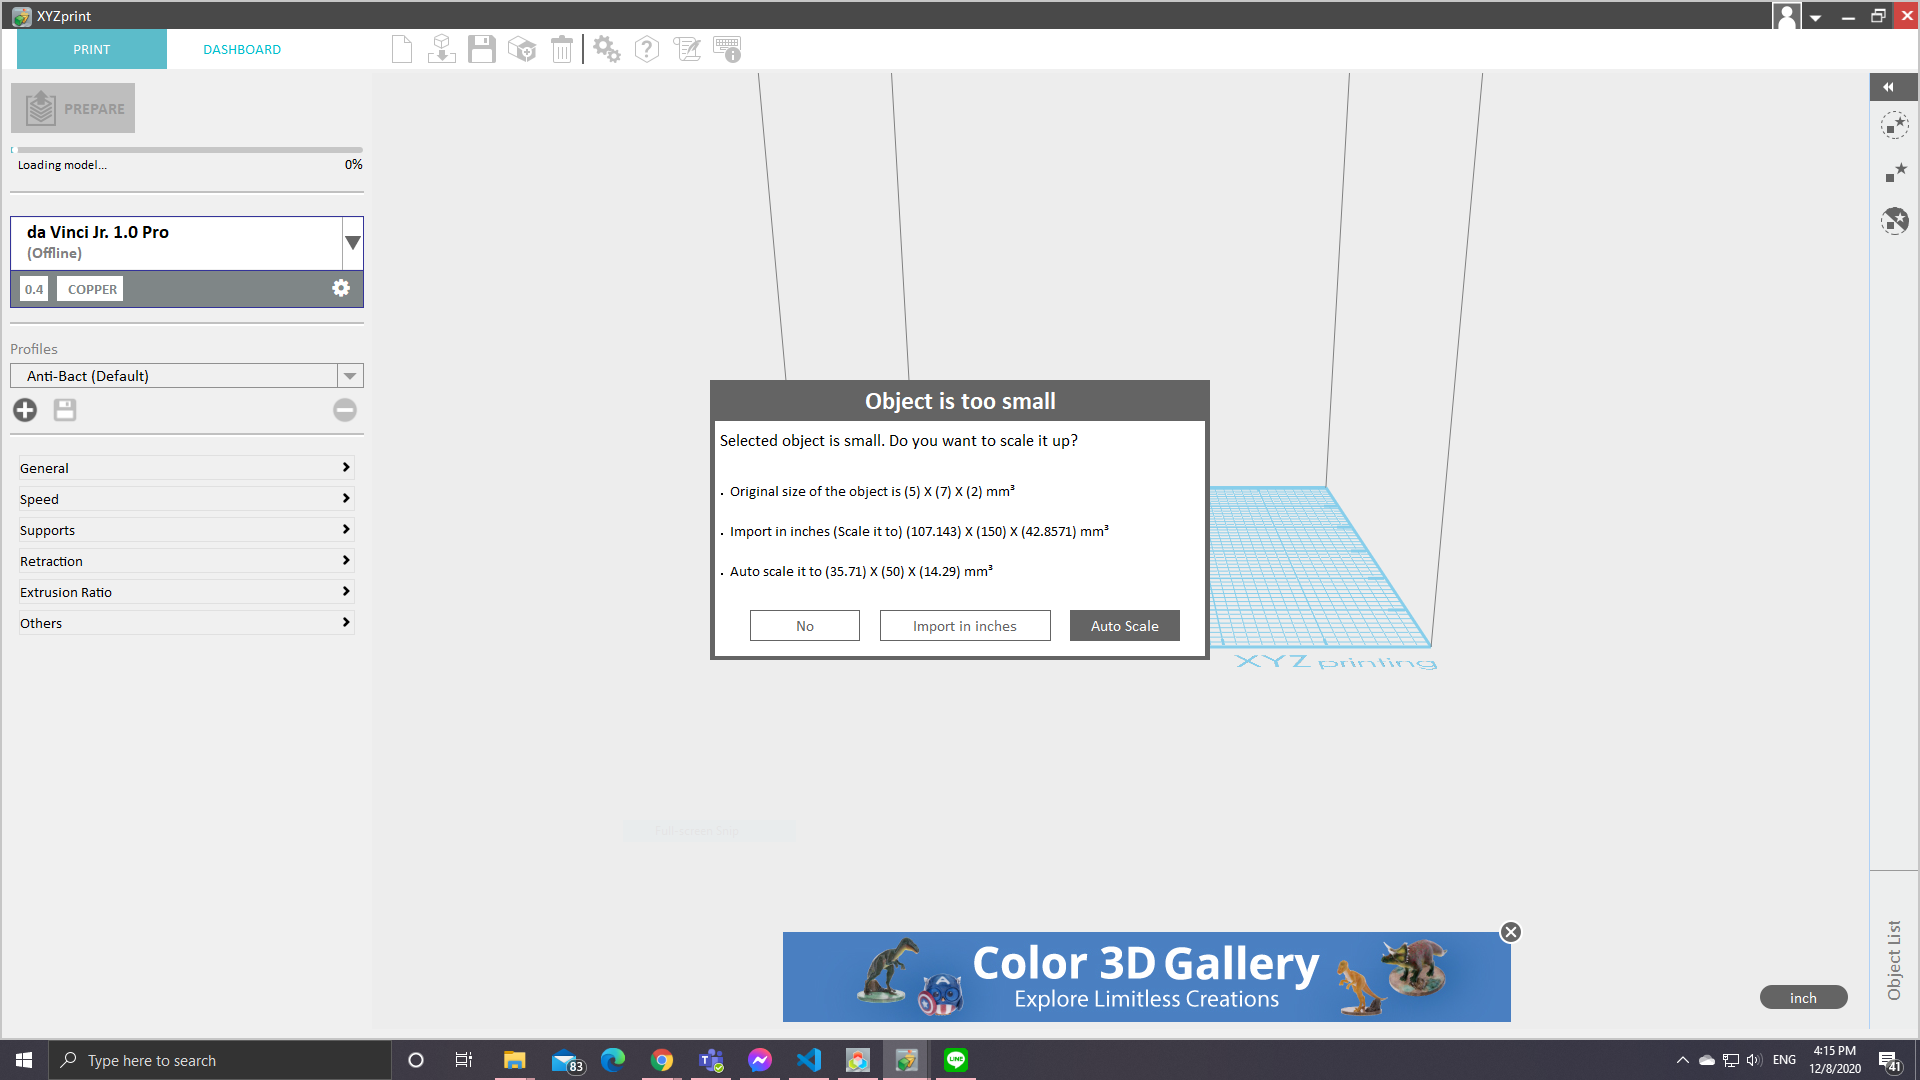 XYZprint
PRINT
DASHBOARD
PREPARE
Loading model...
0%
da Vinci Jr. 1.0 Pro
(Offline)
0.4
COPPER
Profiles
Anti-Bact (Default)
General
Speed
Supports
Retraction
Extrusion Ratio
Others
Object is too small
Selected object is small. Do you want to scale it up?
. Original size of the object is (5) X (7) X (2) mm³
. Import in inches (Scale it to) (107.143) X (150) X (42.8571) mm³
. Auto scale it to (35.71) X (50) X (14.29) mm³
No
Import in inches
Auto Scale
XYZ printing
Full-screen Snip
Color 3D Gallery
Explore Limitless Creations
Object List
inch
Type here to search
83
LINE
ENG
4:15 PM
12/8/2020
41